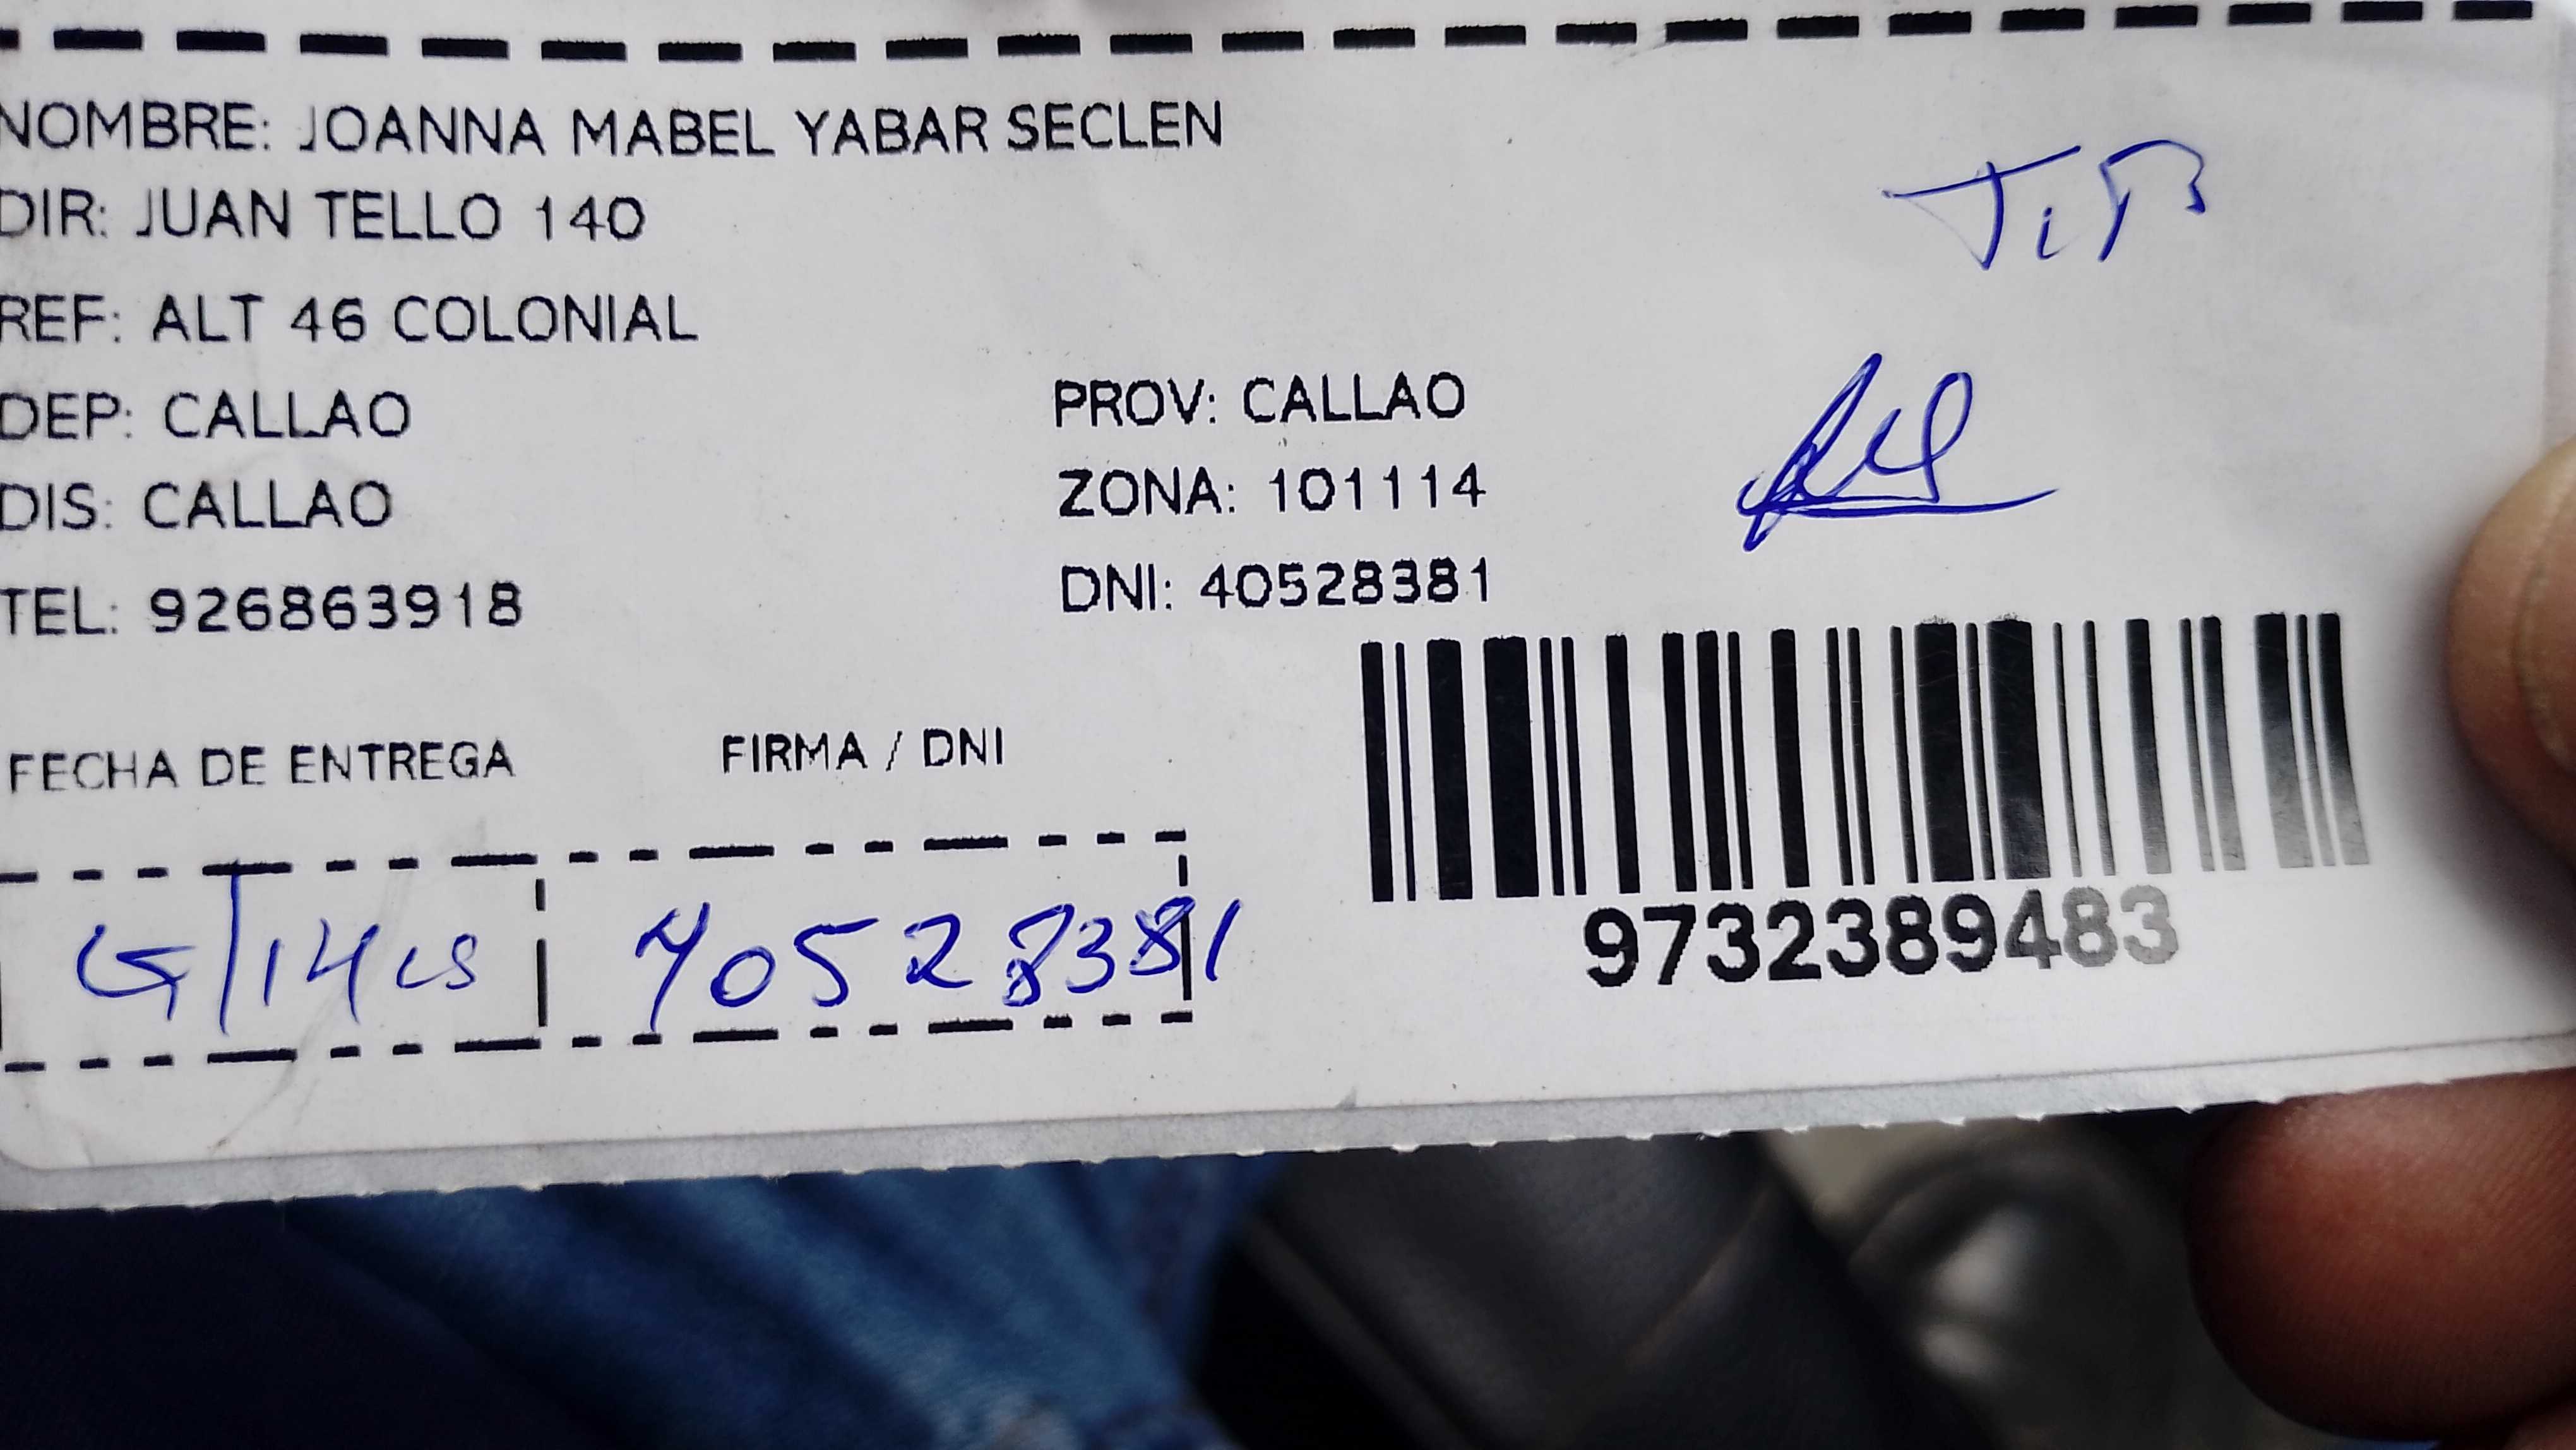 NOMBRE: JOANNA MABEL YABAR SECLEN
DIR: JUAN TELLO 140
REF: ALT 46 COLONIAL
DEP: CALLAO
PROV: CALLAO
DIS: CALLAO
ZONA: 101114
TEL: 926863918
DNI: 40528381
FECHA DE ENTREGA
FIRMA / DNI
40528381
9732389483